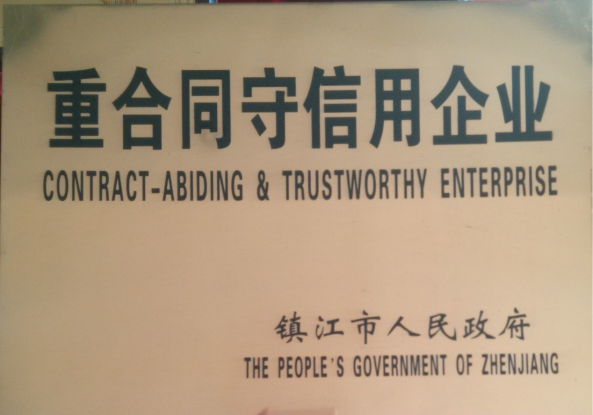 重合同守信用企业
CONTRACT-ABIDING & TRUSTWORTHY ENTERPRISE
镇江市人民政府
THE PEOPLE'S GOVERNMENT OF ZHENJIANG